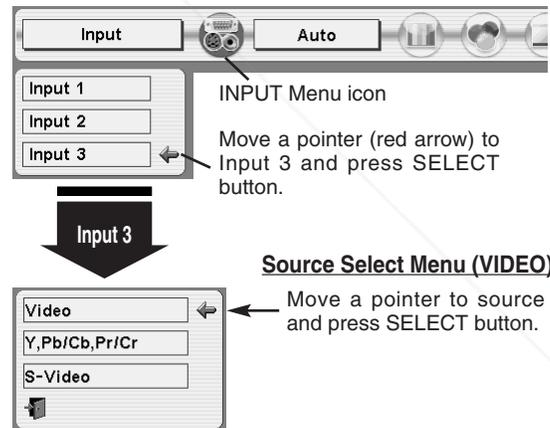 Input
Auto
Input 1
Input 2
Input 3
INPUT Menu icon
Move a pointer (red arrow) to
Input 3 and press SELECT
button.
Input 3
Source Select Menu (VIDEO)
Video
Y,Pb/Cb,Pr/Cr
S-Video
Move a pointer to source
and press SELECT button.